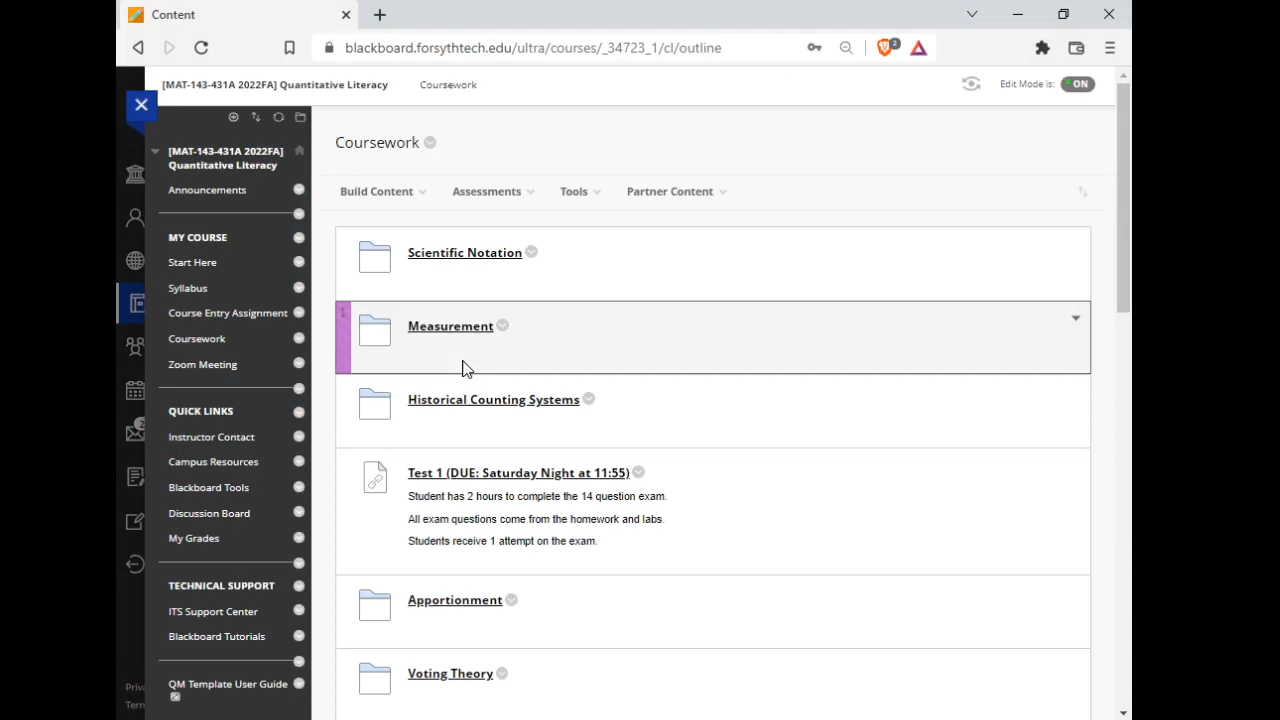 Content
blackboard.forsythtech.edu/ultra/courses/_34723_1/cl/outline
2
[MAT-143-431A 2022FA] Quantitative Literacy
Coursework
Edit Mode is:
ON
[MAT-143-431A 2022FA]
Quantitative Literacy
Announcements
MY COURSE
Start Here
Syllabus
Course Entry Assignment
Coursework
Zoom Meeting
QUICK LINKS
Instructor Contact
Campus Resources
Blackboard Tools
Discussion Board
My Grades
TECHNICAL SUPPORT
ITS Support Center
Blackboard Tutorials
QM Template User Guide
2
Priv
Tern
Coursework
Build Content
Assessments
Tools
Partner Content
Scientific Notation
Measurement
Historical Counting Systems
Test 1 (DUE: Saturday Night at 11:55)
Student has 2 hours to complete the 14 question exam.
All exam questions come from the homework and labs.
Students receive 1 attempt on the exam.
Apportionment
Voting Theory